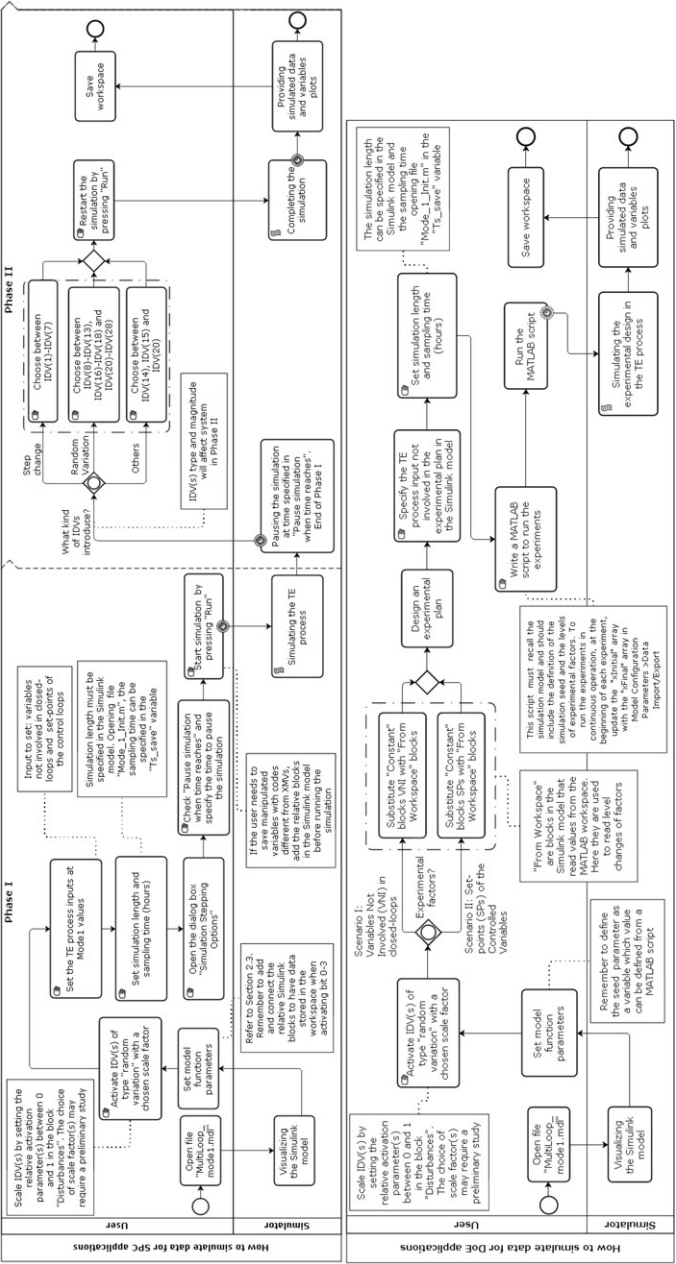 How to simulate data for SPC applications
User
Simulator
Phase I
Phase II
Scale IDV(s) by setting the
relative activation
parameter(s) between 0
and 1 in the block
"Disturbances". The choice
of scale factor(s) may
require a preliminary study
Open file
"MultiLoop_
mode1.mdl"
Visualizing
the Simulink
model
Set model
function
parameters
Activate IDV(s) of
type "random
variation" with a
chosen scale factor
Refer to Section 2.3.
Remember to add
and connect the
relative Simulink
blocks to have data
stored in the
workspace when
activating bit 0-3
Set the TE process inputs at
Mode1 values
Set simulation length and
sampling time (hours)
Open the dialog box
"Simulation Stepping
Options"
Input to set: variables
not involved in closed-
loops and set-points of
the control loops
Simulation length must be
specified in the Simulink
model. Opening file
"Mode_1_Init.m", the
sampling time can be
specified in the
"Ts_save" variable
Check "Pause simulation
when time reaches" and
specify the time to pause
the simulation
If the user needs to
save manipulated
variables with codes
different from XMVs,
add the relative blocks
in the Simulink model
before running the
simulation
Start simulation by
pressing "Run"
Simulating the TE
process
Pausing the simulation
at time specified in
"Pause simulation
when time reaches".
End of Phase I
What kind
of IDVs
introduce?
Step
change
Random
Variation
Others
IDV(s) type and magnitude
will affect system
in Phase II
Choose between
IDV(1)-IDV(7)
Choose between
IDV(8)-IDV(13),
IDV(16)-IDV(18) and
IDV(20)-IDV(28)
Choose between
IDV(14), IDV(15) and
IDV(20)
Restart the
simulation by
pressing "Run"
Completing the
simulation
Providing
simulated data
and variables
plots
Save
workspace
How to simulate data for DoE applications
User
Simulator
Scale IDV(s) by
setting the
relative activation
parameter(s)
between 0 and 1
in the block
"Disturbances".
The choice of
scale factor(s)
may require a
preliminary study
Open file
"MultiLoop_
mode1.mdl"
Visualizing
the Simulink
model
Set model
function
parameters
Activate IDV(s) of
type "random
variation" with a
chosen scale factor
Remember to define
the seed parameter as
a variable which value
can be defined from a
MATLAB script
Scenario I:
Variables Not
Involved (VNI) in
closed-loops
Experimental
factors?
Scenario II: Set-
points (SPs) of the
Controlled
Variables
Substitute "Constant"
blocks VNI with "From
Workspace" blocks
Substitute "Constant"
blocks SPs with "From
Workspace" blocks
"From Workspace"
are blocks in the
Simulink model that
read values from the
MATLAB workspace.
Here they are used
to read level
changes of factors
Design an
experimental
plan
Specify the TE
process input not
involved in the
experimental plan in
the Simulink model
Set simulation length
and sampling time
(hours)
The simulation length
can be specified in the
Simulink model and
the sampling time
opening file
"Mode_1_Init.m" in the
"Ts_save" variable
Write a MATLAB
script to run the
experiments
This script must recall the
simulation model and should
include the definition of the
simulation seed and the levels
of experimental factors. To
run the experiments in
continuous operation, at the
beginning of each experiment,
update the "xInitial" array
with the "xFinal" array in
Model Configuration
Parameters >Data
Import/Export
Run the
MATLAB script
Simulating the
experimental design in
the TE process
Providing
simulated data
and variables
plots
Save workspace